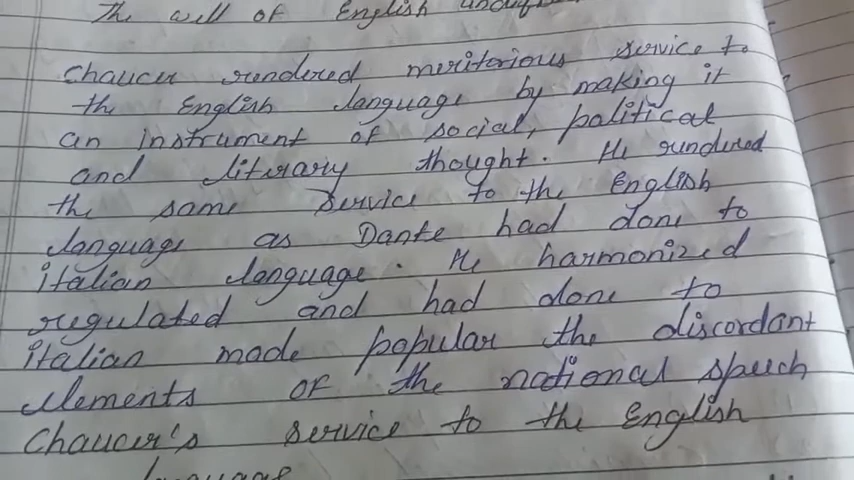 The well of English
Chaucer rendered meritorious service to
the English language by making it
an instrument of social, political
and literary thought. He rendered
the same service to the English
language as Dante had done to
italian language. He harmonized
regulated and had done to
italian made popular the discordant
elements of the national speech
Chaucer's service to the English
language